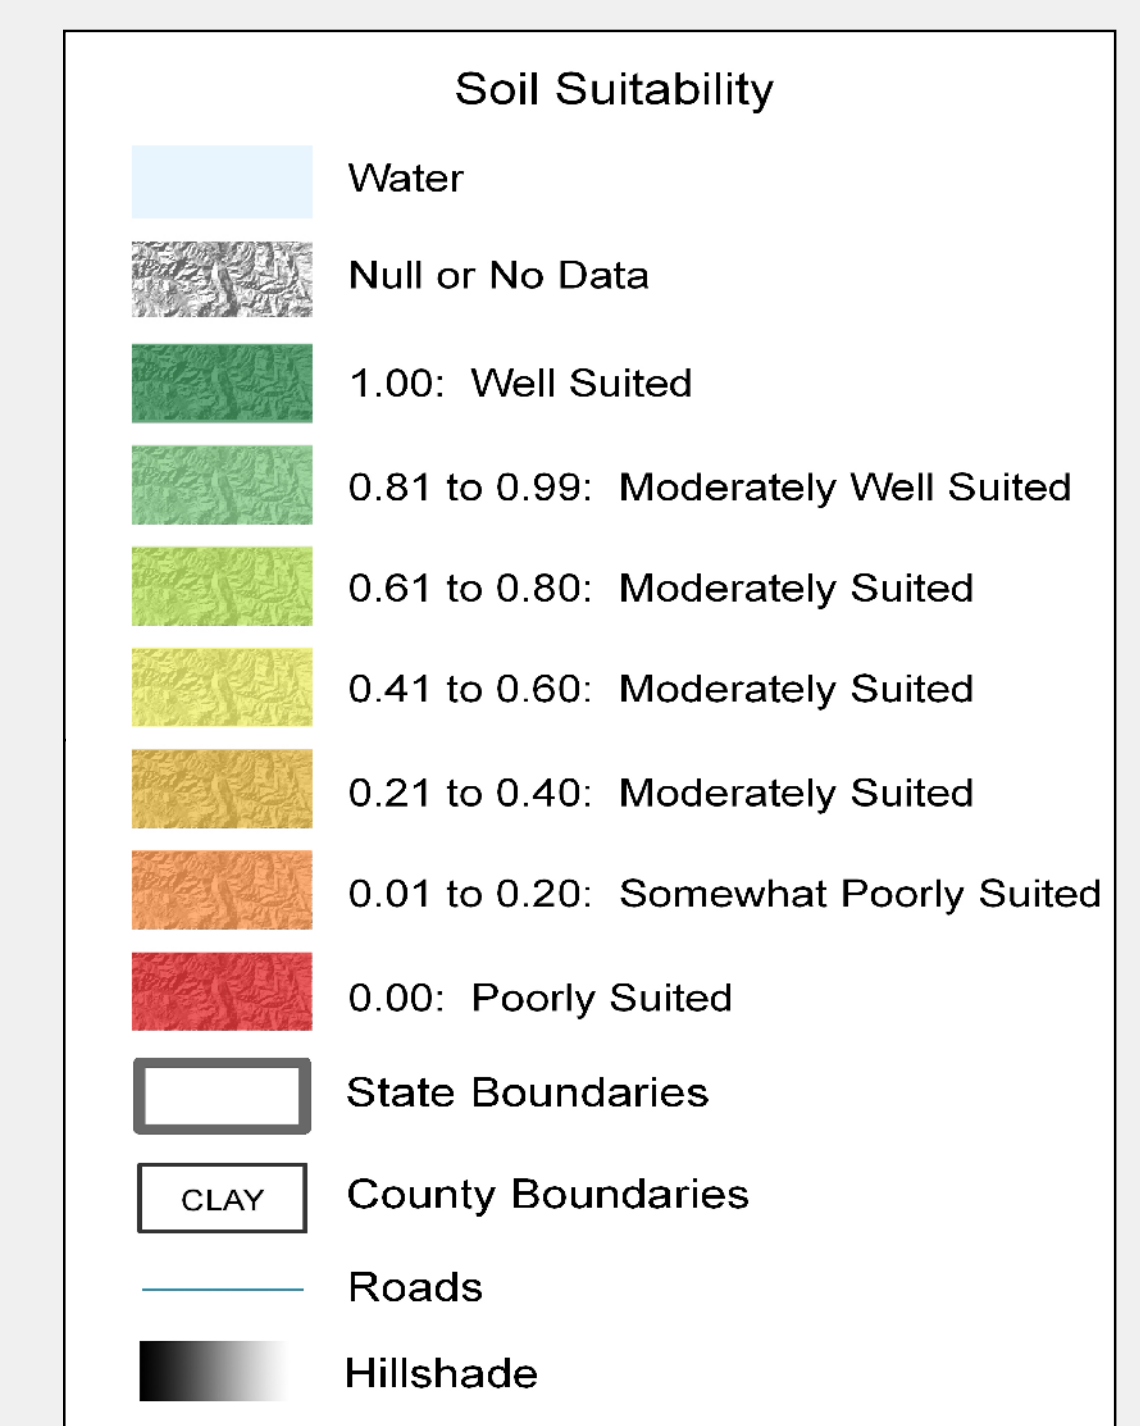 Soil Suitability
Water
Null or No Data
1.00: Well Suited
0.81 to 0.99: Moderately Well Suited
0.61 to 0.80: Moderately Suited
0.41 to 0.60: Moderately Suited
0.21 to 0.40: Moderately Suited
0.01 to 0.20: Somewhat Poorly Suited
0.00: Poorly Suited
State Boundaries
CLAY County Boundaries
Roads
Hillshade